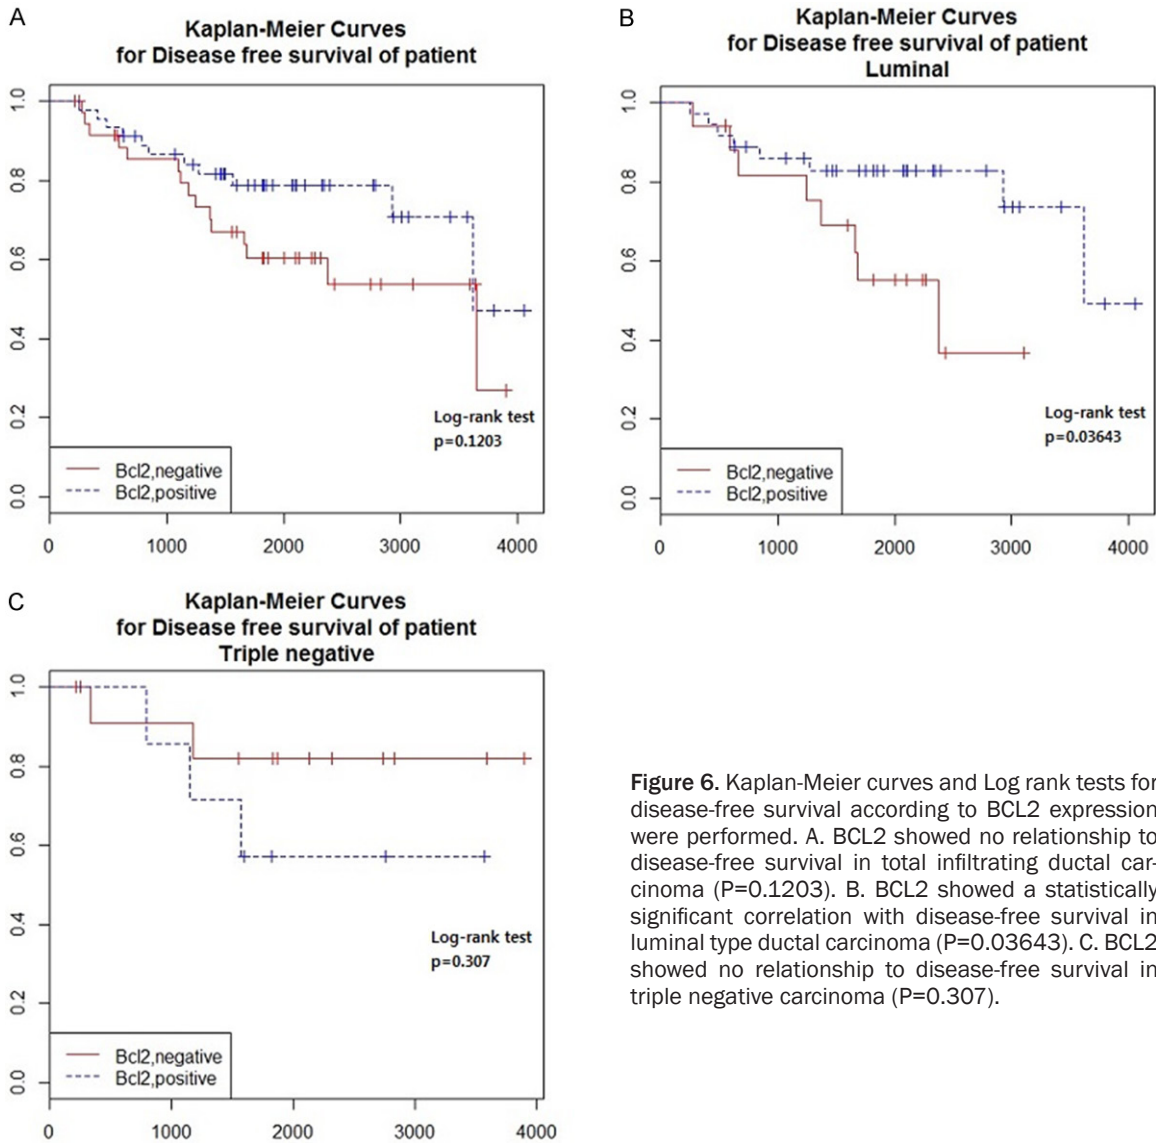 A
Kaplan-Meier Curves
for Disease free survival of patient
1.0
0.8
0.6
0.4
0.2
0.0
Log-rank test
p=0.1203
Bcl2,negative
Bcl2,positive
0 1000 2000 3000 4000
B
Kaplan-Meier Curves
for Disease free survival of patient
Luminal
1.0
0.8
0.6
0.4
0.2
0.0
Log-rank test
p=0.03643
Bcl2,negative
Bcl2,positive
0 1000 2000 3000 4000
C
Kaplan-Meier Curves
for Disease free survival of patient
Triple negative
1.0
0.8
0.6
0.4
0.2
0.0
Log-rank test
p=0.307
Bcl2,negative
Bcl2,positive
0 1000 2000 3000 4000
Figure 6. Kaplan-Meier curves and Log rank tests for
disease-free survival according to BCL2 expression
were performed. A. BCL2 showed no relationship to
disease-free survival in total infiltrating ductal car-
cinoma (P=0.1203). B. BCL2 showed a statistically
significant correlation with disease-free survival in
luminal type ductal carcinoma (P=0.03643). C. BCL2
showed no relationship to disease-free survival in
triple negative carcinoma (P=0.307).